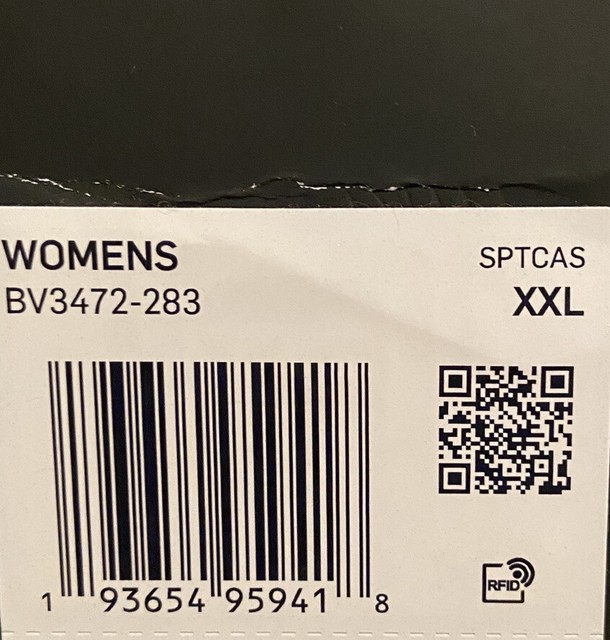 WOMENS SPTCAS
BV3472-283 XXL
RFID
1 93654 95941 8